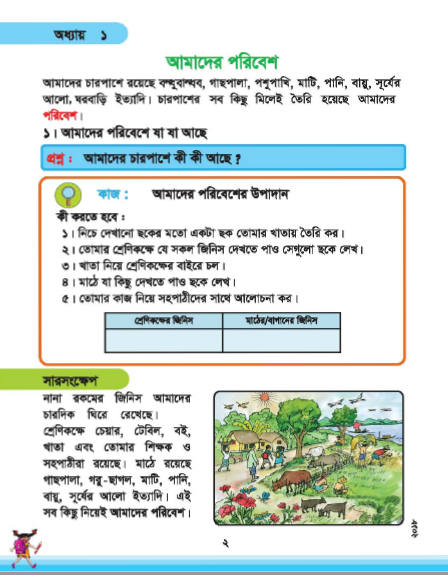 অধ্যায় ১
আমাদের পরিবেশ
আমাদের চারপাশে রয়েছে বন্ধুবান্ধব, গাছপালা, পশুপাখি, মাটি, পানি, বায়ু, সূর্যের
আলো, ঘরবাড়ি ইত্যাদি। চারপাশের সব কিছু মিলেই তৈরি হয়েছে আমাদের
পরিবেশ।
১। আমাদের পরিবেশে যা যা আছে
প্রশ্ন : আমাদের চারপাশে কী কী আছে ?
কাজ : আমাদের পরিবেশের উপাদান
কী করতে হবে :
১। নিচে দেখানো ছকের মতো একটা ছক তোমার খাতায় তৈরি কর।
২। তোমার শ্রেণিকক্ষে যে সকল জিনিস দেখতে পাও সেগুলো ছকে লেখ।
৩। খাতা নিয়ে শ্রেণিকক্ষের বাইরে চল।
৪। মাঠে যা কিছু দেখতে পাও ছকে লেখ।
৫। তোমার কাজ নিয়ে সহপাঠীদের সাথে আলোচনা কর।
শ্রেণিকক্ষের জিনিস মাঠের/বাগানের জিনিস
সারসংক্ষেপ
নানা রকমের জিনিস আমাদের
চারদিক ঘিরে রেখেছে।
শ্রেণিকক্ষে চেয়ার, টেবিল, বই,
খাতা এবং তোমার শিক্ষক ও
সহপাঠীরা রয়েছে। মাঠে রয়েছে
গাছপালা, গরু-ছাগল, মাটি, পানি,
বায়ু, সূর্যের আলো ইত্যাদি। এই
সব কিছু নিয়েই আমাদের পরিবেশ।
২
২০১৮